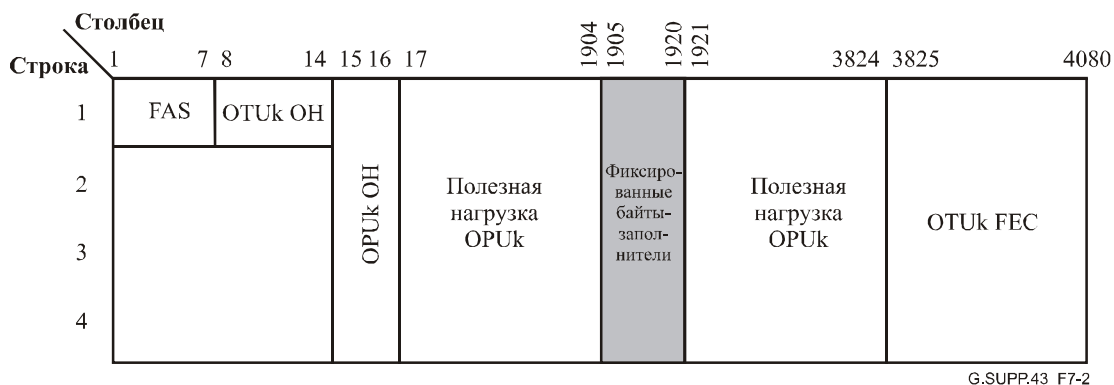 Столбец
Строка
1 7 8 14 15 16 17 1904 1905 1920 1921 3824 3825 4080
1
FAS
OTUk OH
2
3
4
OPUk OH
Полезная
нагрузка
OPUk
Фиксиро-
ванные
байты-
запол-
нители
Полезная
нагрузка
OPUk
OTUk FEC
G.SUPP.43 F7-2